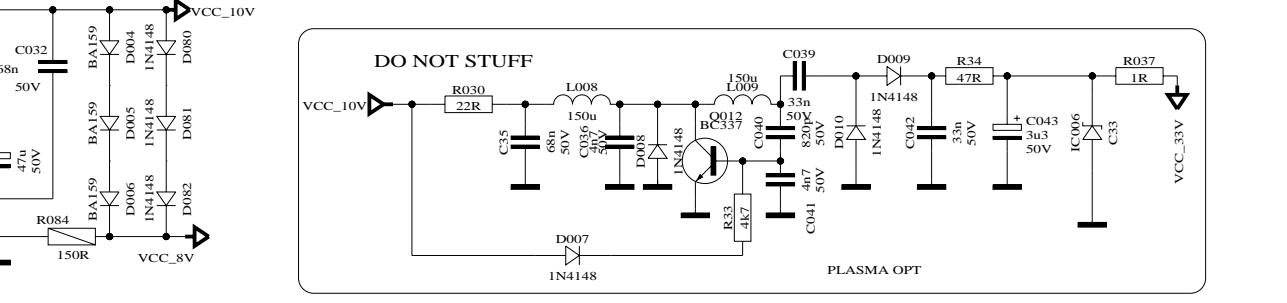 VCC_10V
C032
68n
50V
BA159
D004
1N4148
D080
BA159
D005
1N4148
D081
BA159
D006
1N4148
D082
47u
50V
R084
150R
VCC_8V
DO NOT STUFF
VCC_10V
R030
22R
L008
150u
150u
L009
C039
33n
50V
D009
1N4148
R34
47R
R037
1R
C35
68n
50V
C036
4n7
50V
D008
1N4148
Q012
BC337
C040
820p
50V
D010
1N4148
C042
33n
50V
+
C043
3u3
50V
IC006
C33
VCC_33V
R33
4k7
4n7
50V
C041
D007
1N4148
PLASMA OPT